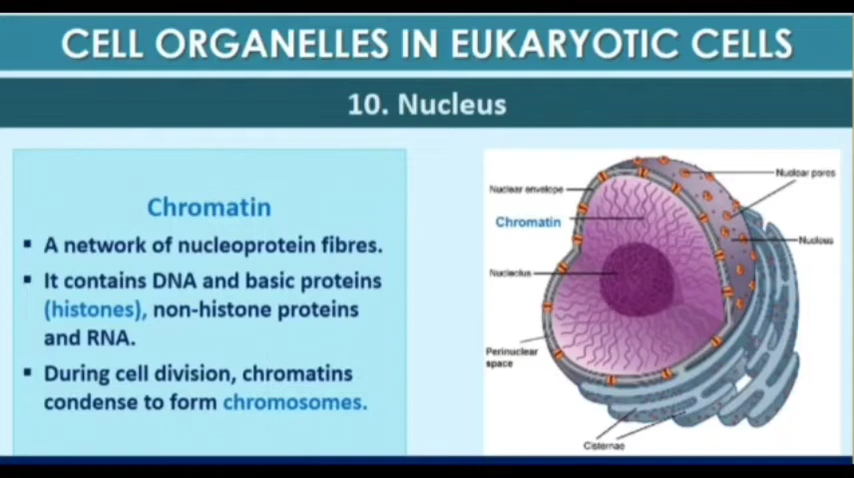 CELL ORGANELLES IN EUKARYOTIC CELLS
10. Nucleus
Chromatin
▪ A network of nucleoprotein fibres.
▪ It contains DNA and basic proteins
(histones), non-histone proteins
and RNA.
▪ During cell division, chromatins
condense to form chromosomes.
Nuclear envelope
Chromatin
Nucleolus
Perinuclear
space
Nuclear pores
Nucleus
Cisternae